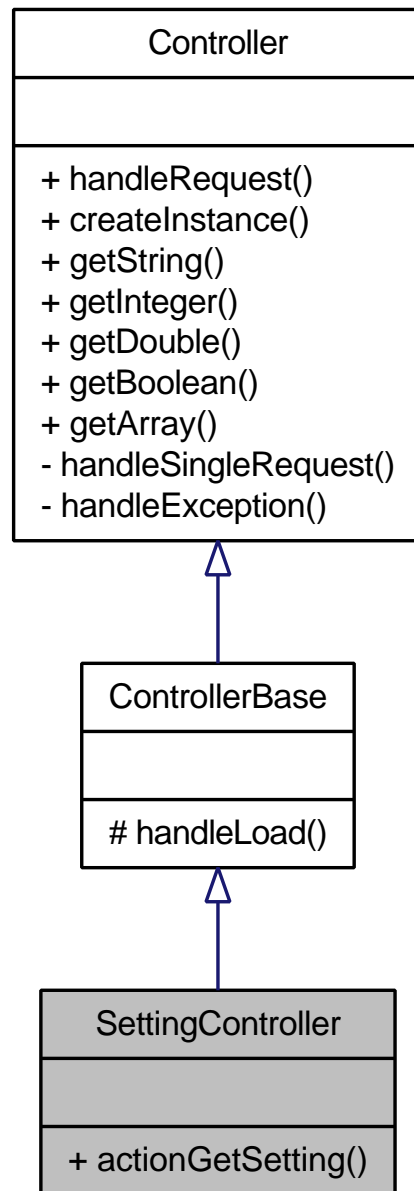 Controller
+ handleRequest()
+ createInstance()
+ getString()
+ getInteger()
+ getDouble()
+ getBoolean()
+ getArray()
- handleSingleRequest()
- handleException()
ControllerBase
# handleLoad()
SettingController
+ actionGetSetting()